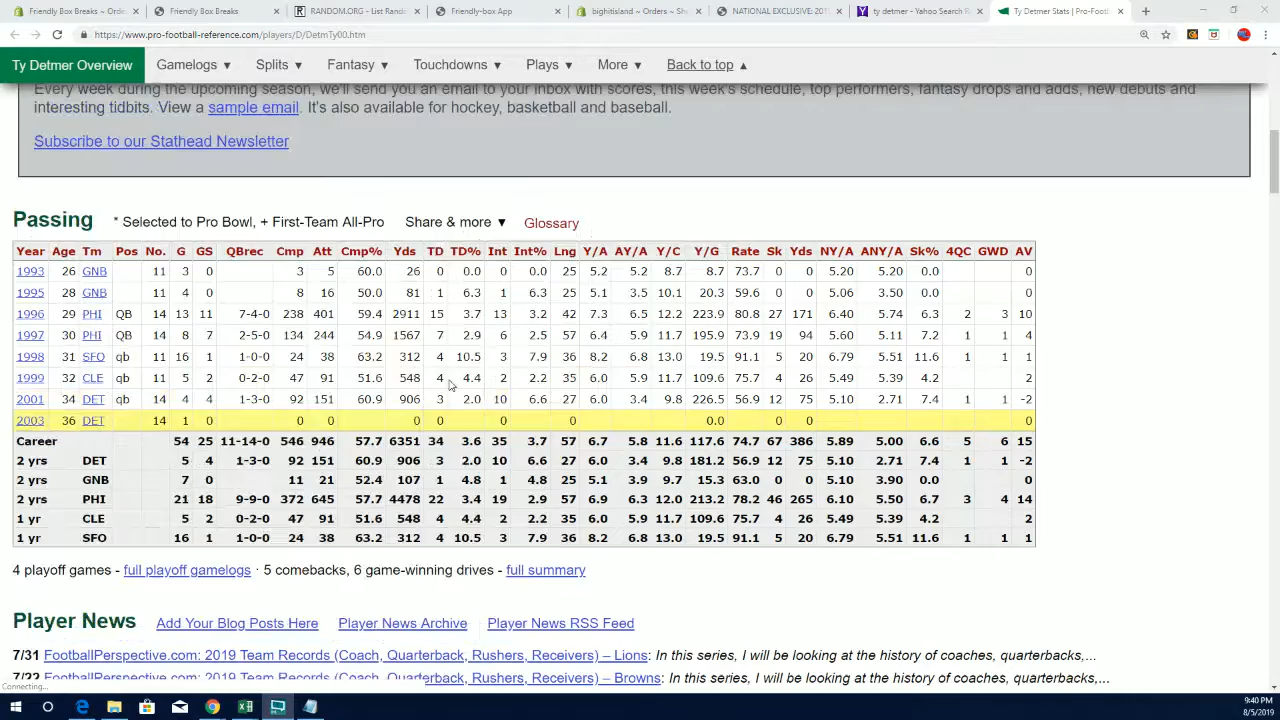 Friendly Box Breaks ~ Orders ~
Friendly Box Breaks
RANDOM.ORG - List Rando
Friendly-box App
bighitisland ~ Orders ~ Sh
NATIONAL EXCLUSIVE: 201
ty detmer - Yahoo Search R
Ty Detmer Stats | Pro-Footl
https://www.pro-football-reference.com/players/D/DetmTy00.htm
Ty Detmer Overview Gamelogs ▼ Splits ▼ Fantasy ▼ Touchdowns ▼ Plays ▼ More ▼ Back to top ▲
Every week during the upcoming season, we'll send you an email to your inbox with scores, this week's schedule, top performers, fantasy drops and adds, new debuts and
interesting tidbits. View a sample email. It's also available for hockey, basketball and baseball.
Subscribe to our Stathead Newsletter
Passing * Selected to Pro Bowl, + First-Team All-Pro Share & more ▼ Glossary
Year Age Tm Pos No. G GS QBrec Cmp Att Cmp% Yds TD TD% Int Int% Lng Y/A AY/A Y/C Y/G Rate Sk Yds NY/A ANY/A Sk% 4QC GWD AV
1993 26 GNB 11 3 0 3 5 60.0 26 0 0.0 0 0.0 25 5.2 5.2 8.7 8.7 73.7 0 0 5.20 5.20 0.0 0
1995 28 GNB 11 4 0 8 16 50.0 81 1 6.3 1 6.3 25 5.1 3.5 10.1 20.3 59.6 0 0 5.06 3.50 0.0 0
1996 29 PHI QB 14 13 11 7-4-0 238 401 59.4 2911 15 3.7 13 3.2 42 7.3 6.5 12.2 223.9 80.8 27 171 6.40 5.74 6.3 2 3 10
1997 30 PHI QB 14 8 7 2-5-0 134 244 54.9 1567 7 2.9 6 2.5 57 6.4 5.9 11.7 195.9 73.9 19 94 5.60 5.11 7.2 1 1 4
1998 31 SFO qb 11 16 1 1-0-0 24 38 63.2 312 4 10.5 3 7.9 36 8.2 6.8 13.0 19.5 91.1 5 20 6.79 5.51 11.6 1 1 1
1999 32 CLE qb 11 5 2 0-2-0 47 91 51.6 548 4 4.4 2 2.2 35 6.0 5.9 11.7 109.6 75.7 4 26 5.49 5.39 4.2 2
2001 34 DET qb 14 4 4 1-3-0 92 151 60.9 906 3 2.0 10 6.6 27 6.0 3.4 9.8 226.5 56.9 12 75 5.10 2.71 7.4 1 1 -2
2003 36 DET 14 1 0 0 0 0 0 0 0 0.0 0 0 0
Career 54 25 11-14-0 546 946 57.7 6351 34 3.6 35 3.7 57 6.7 5.8 11.6 117.6 74.7 67 386 5.89 5.00 6.6 5 6 15
2 yrs DET 5 4 1-3-0 92 151 60.9 906 3 2.0 10 6.6 27 6.0 3.4 9.8 181.2 56.9 12 75 5.10 2.71 7.4 1 1 -2
2 yrs GNB 7 0 11 21 52.4 107 1 4.8 1 4.8 25 5.1 3.9 9.7 15.3 63.0 0 0 5.10 3.90 0.0 0
2 yrs PHI 21 18 9-9-0 372 645 57.7 4478 22 3.4 19 2.9 57 6.9 6.3 12.0 213.2 78.2 46 265 6.10 5.50 6.7 3 4 14
1 yr CLE 5 2 0-2-0 47 91 51.6 548 4 4.4 2 2.2 35 6.0 5.9 11.7 109.6 75.7 4 26 5.49 5.39 4.2 2
1 yr SFO 16 1 1-0-0 24 38 63.2 312 4 10.5 3 7.9 36 8.2 6.8 13.0 19.5 91.1 5 20 6.79 5.51 11.6 1 1 1
4 playoff games - full playoff gamelogs · 5 comebacks, 6 game-winning drives - full summary
Player News Add Your Blog Posts Here Player News Archive Player News RSS Feed
7/31 FootballPerspective.com: 2019 Team Records (Coach, Quarterback, Rushers, Receivers) – Lions: In this series, I will be looking at the history of coaches, quarterbacks,...
7/22 FootballPerspective.com: 2019 Team Records (Coach, Quarterback, Rushers, Receivers) – Browns: In this series, I will be looking at the history of coaches, quarterbacks,...
Connecting...
9:40 PM
8/5/2019